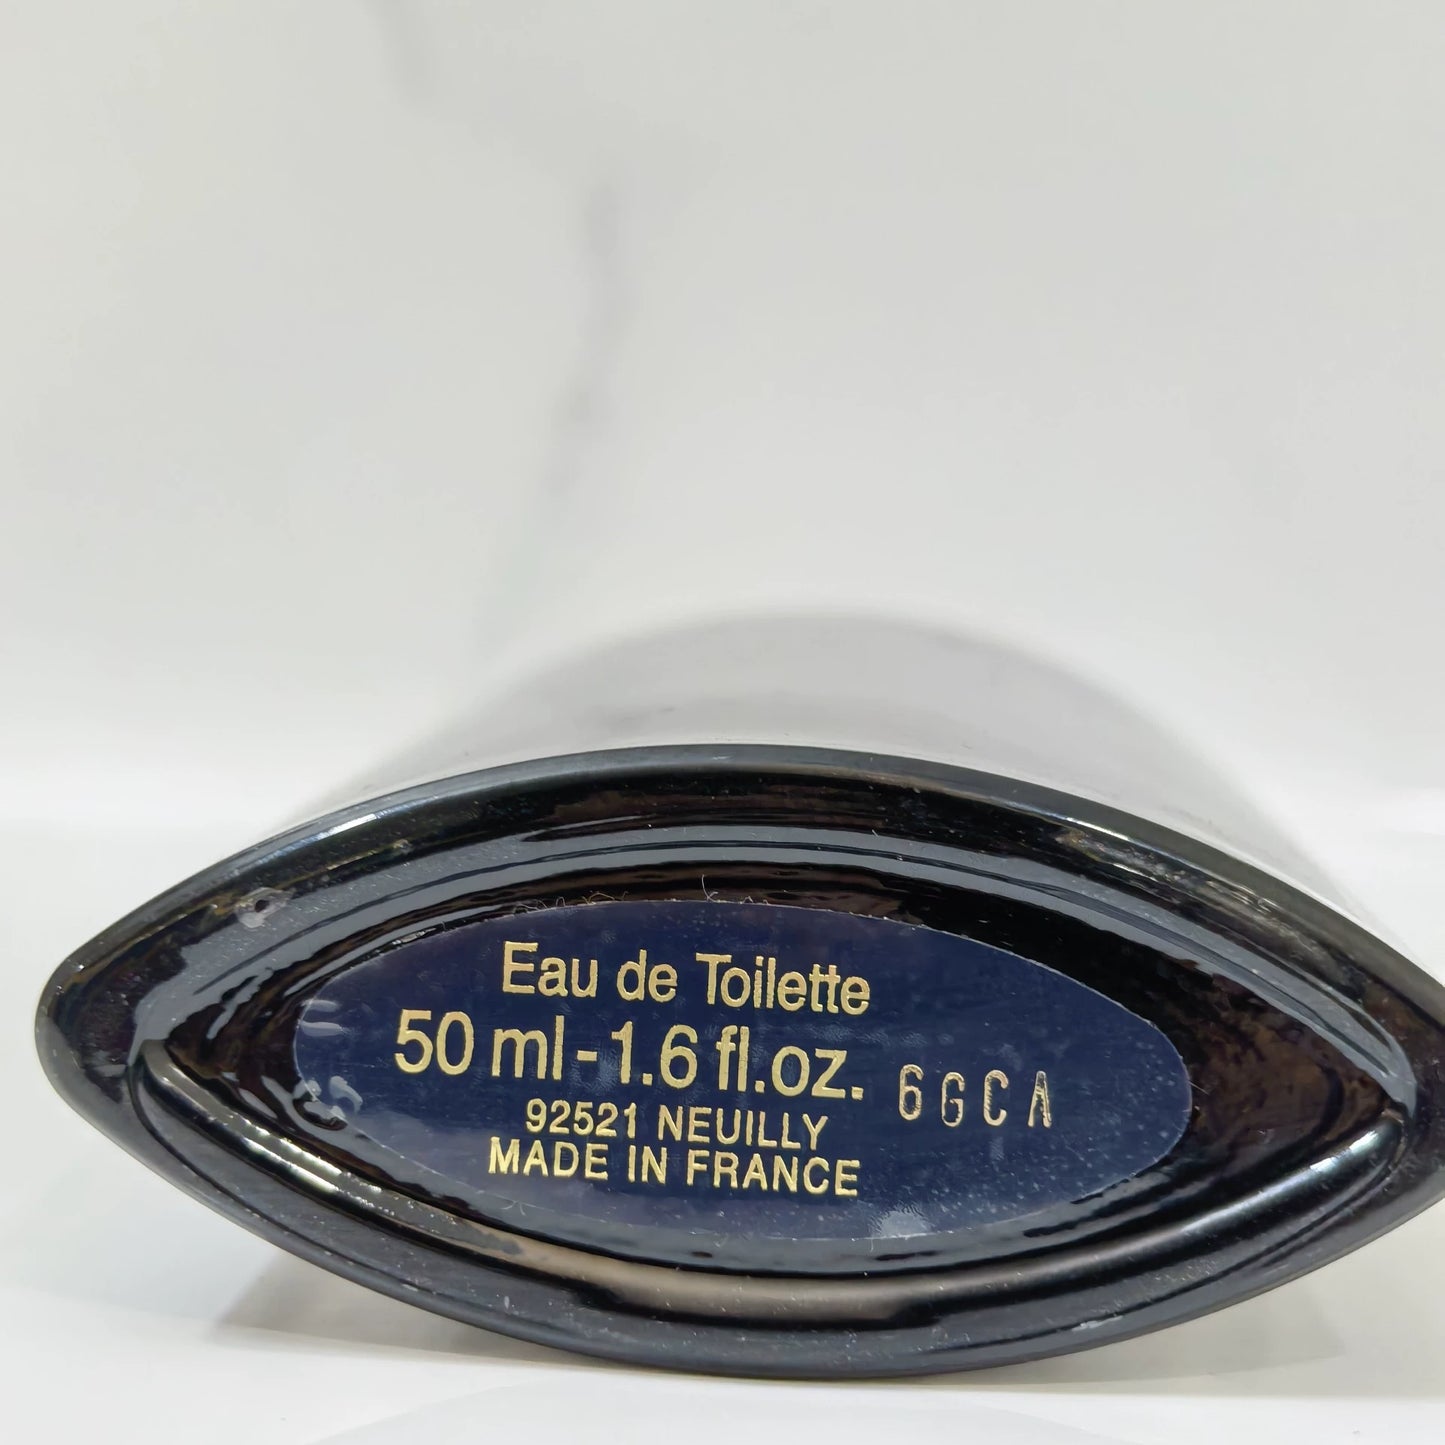 Eau de Toilette
50 ml - 1.6 fl.oz.
6GCA
92521 NEUILLY
MADE IN FRANCE